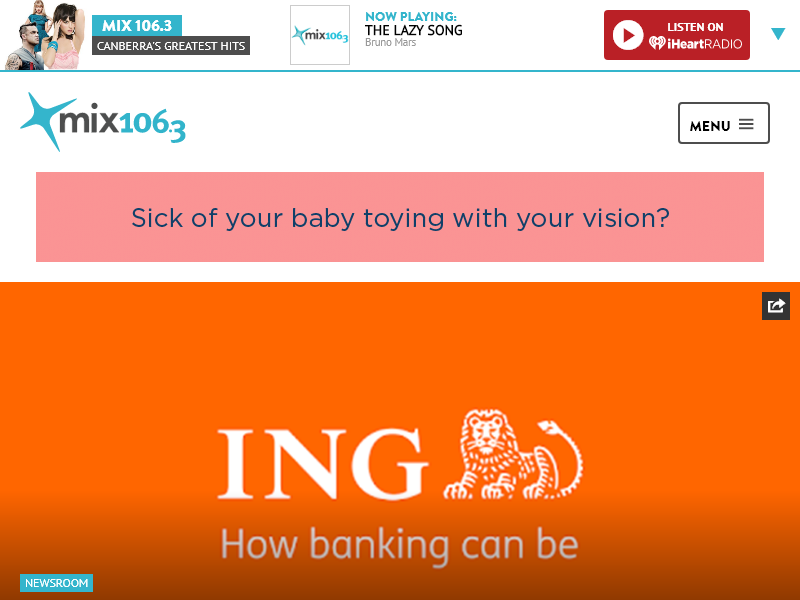 MIX 106.3
CANBERRA'S GREATEST HITS
mix106.3
NOW PLAYING:
THE LAZY SONG
Bruno Mars
LISTEN ON
iHeartRADIO
mix106.3
MENU
Sick of your baby toying with your vision?
ING
How banking can be
NEWSROOM